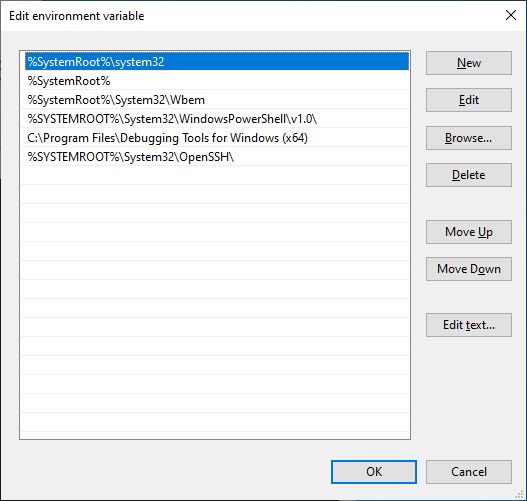 Edit environment variable
%SystemRoot%\system32
%SystemRoot%
%SystemRoot%\System32\Wbem
%SYSTEMROOT%\System32\WindowsPowerShell\v1.0\
C:\Program Files\Debugging Tools for Windows (x64)
%SYSTEMROOT%\System32\OpenSSH\
New
Edit
Browse...
Delete
Move Up
Move Down
Edit text...
OK
Cancel